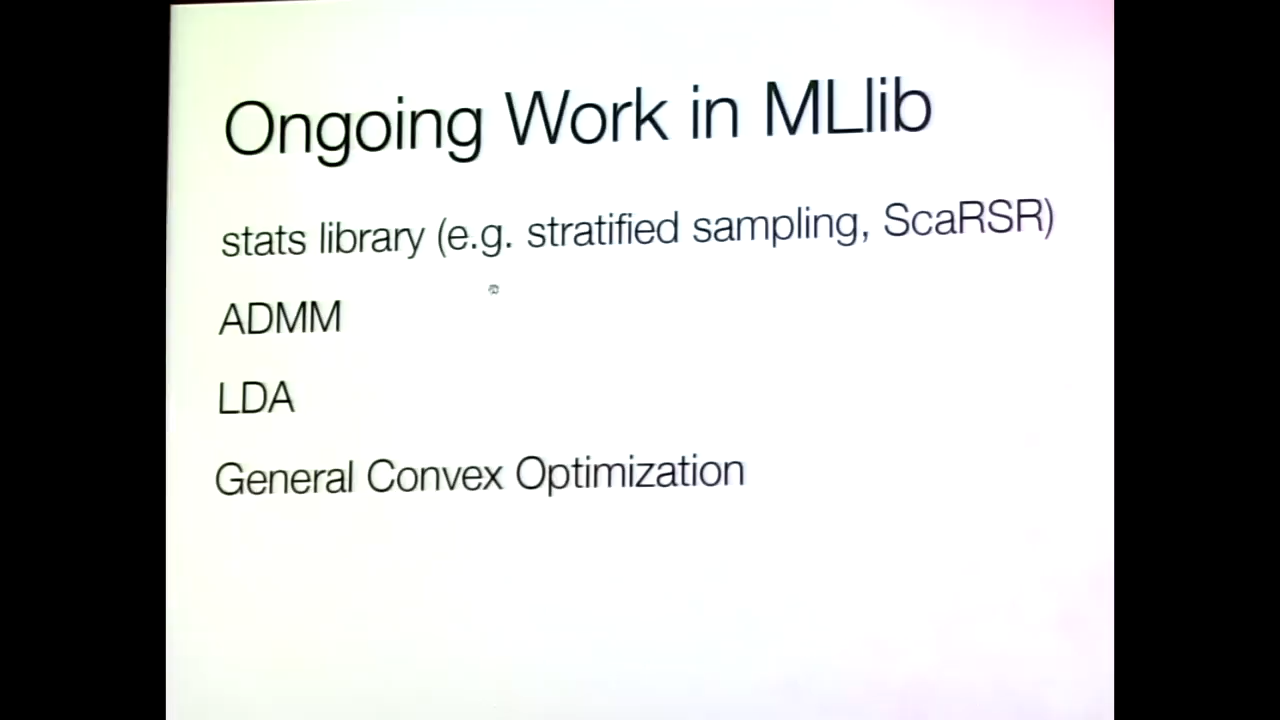 Ongoing Work in MLlib
stats library (e.g. stratified sampling, ScaRSR)
ADMM
LDA
General Convex Optimization